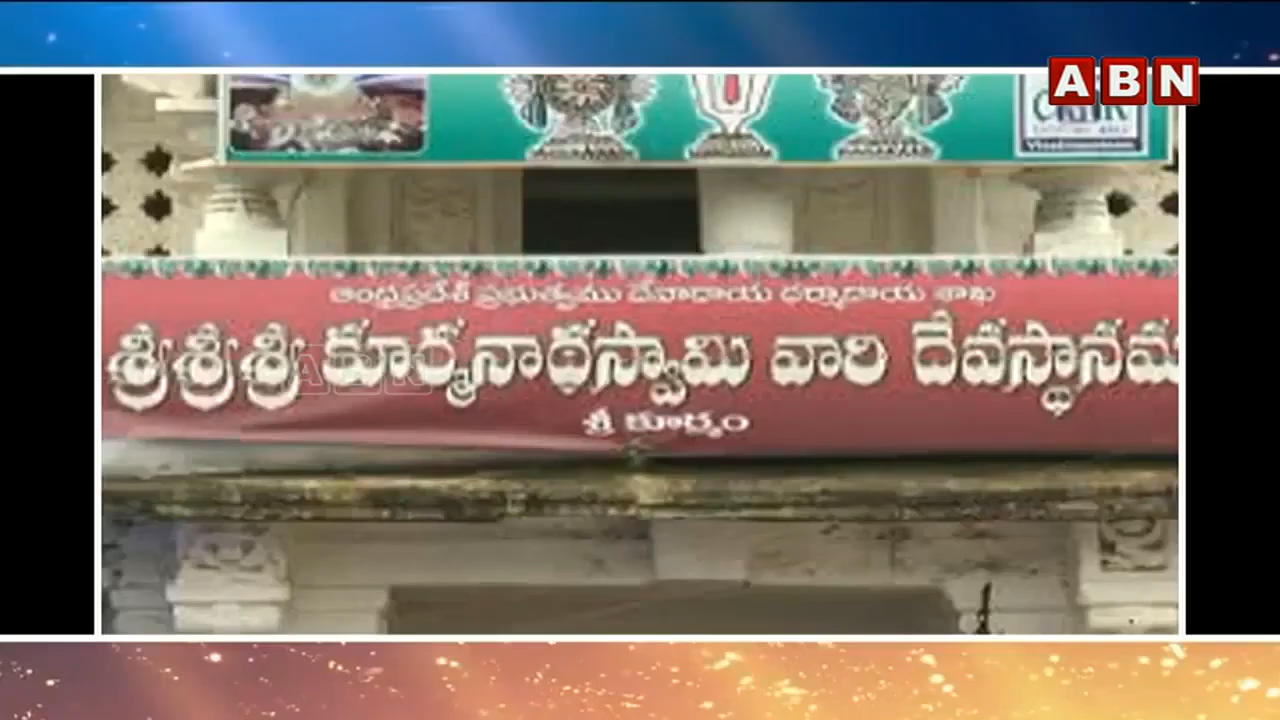 ABN
ఆంధ్రప్రదేశ్ ప్రభుత్వము దేవాదాయ ధర్మాదాయ శాఖ
శ్రీశ్రీశ్రీ కూర్మనాథస్వామి వారి దేవస్థానము
శ్రీ కూర్మం